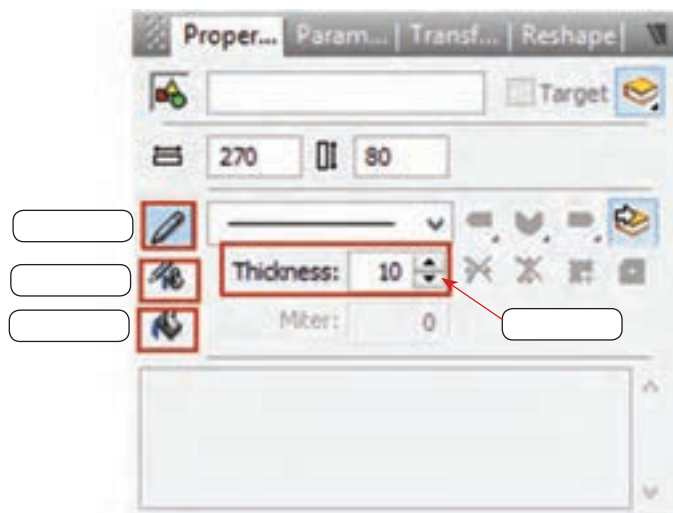 Proper... Param... | Transf... | Reshape |
Target
270 80
Thickness: 10
Miter: 0